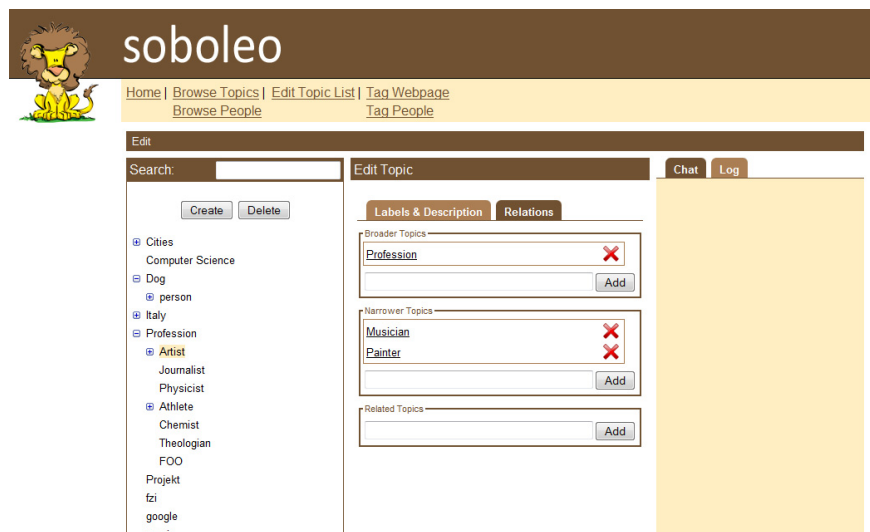 soboleo
Home | Browse Topics | Edit Topic List | Tag Webpage
Browse People Tag People
Edit
Search:
Create Delete
Cities
Computer Science
Dog
person
Italy
Profession
Artist
Journalist
Physicist
Athlete
Chemist
Theologian
FOO
Projekt
fzi
google
Edit Topic
Labels & Description Relations
Broader Topics
Profession
Add
Narrower Topics
Musician
Painter
Add
Related Topics
Add
Chat Log